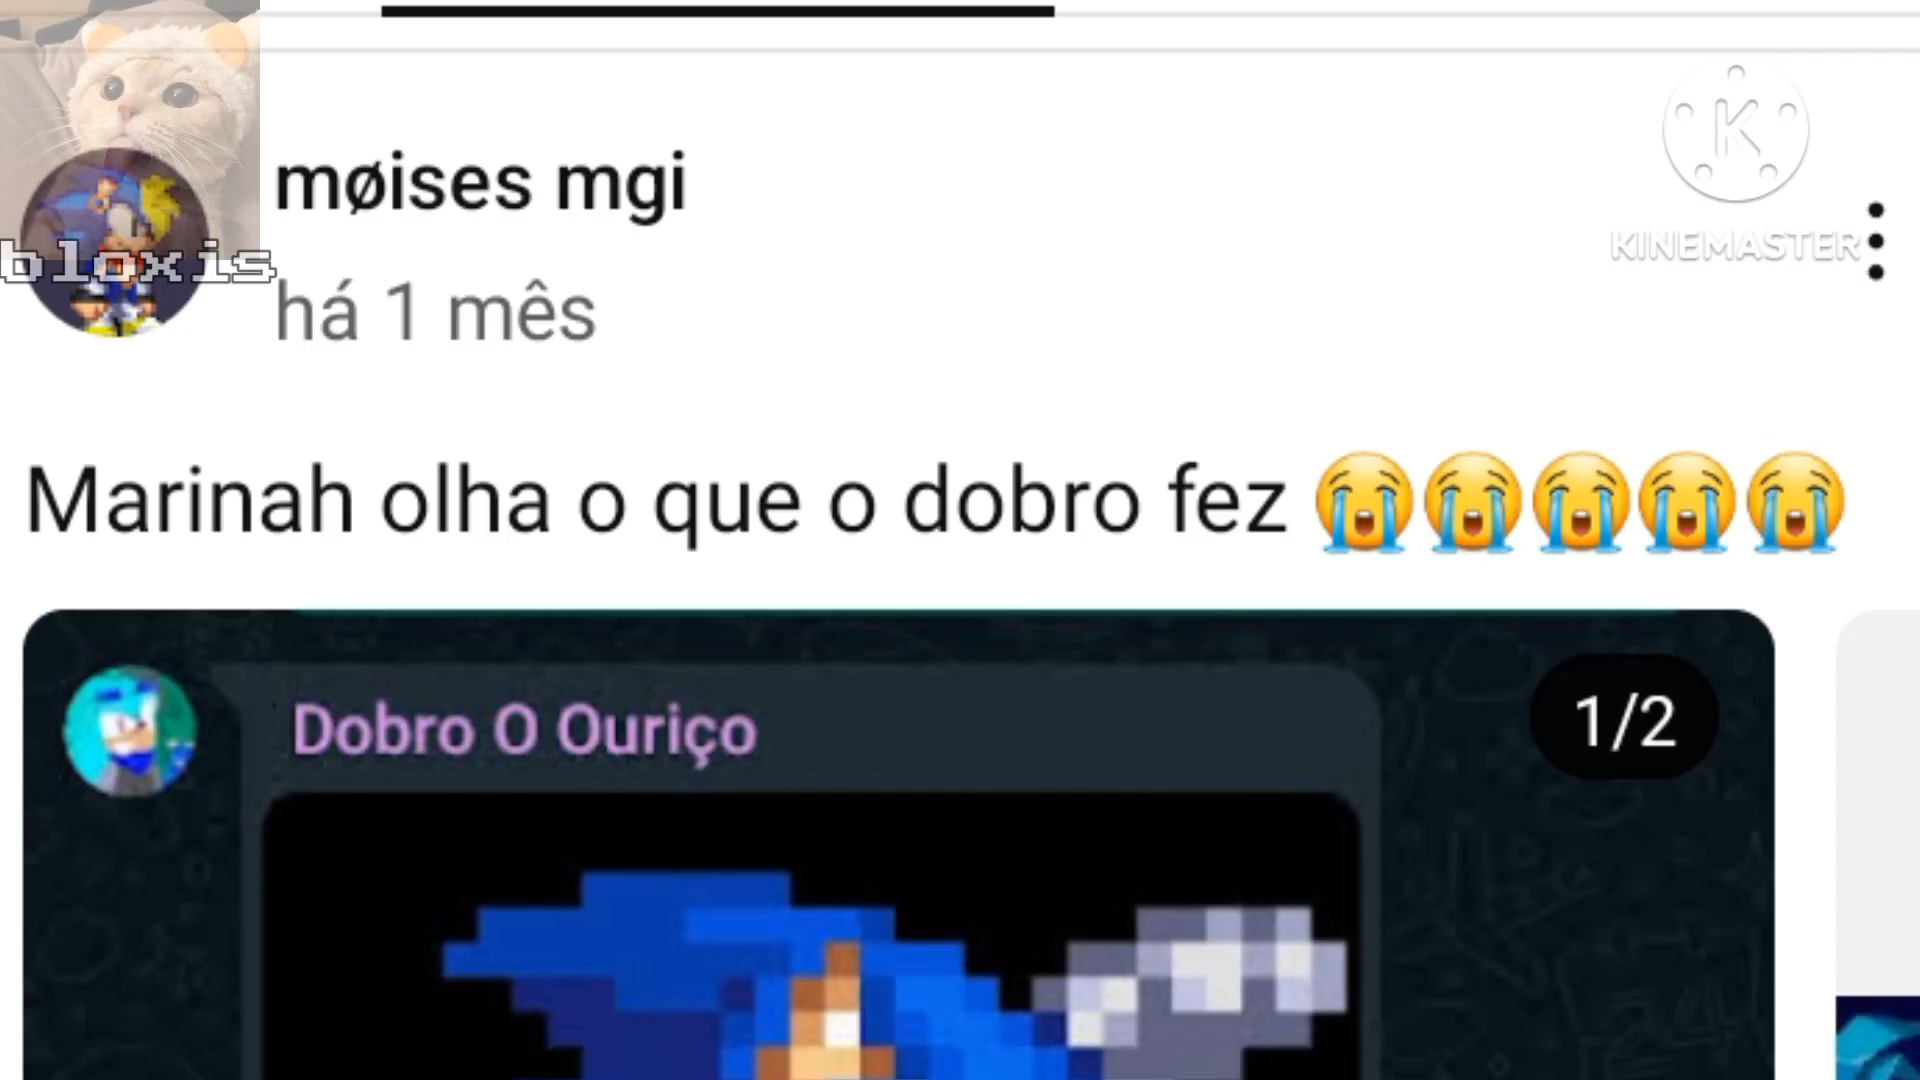 møises mgi
KINEMASTER
bloxis
há 1 mês
Marinah olha o que o dobro fez 😭😭😭😭😭
Dobro O Ouriço
1/2